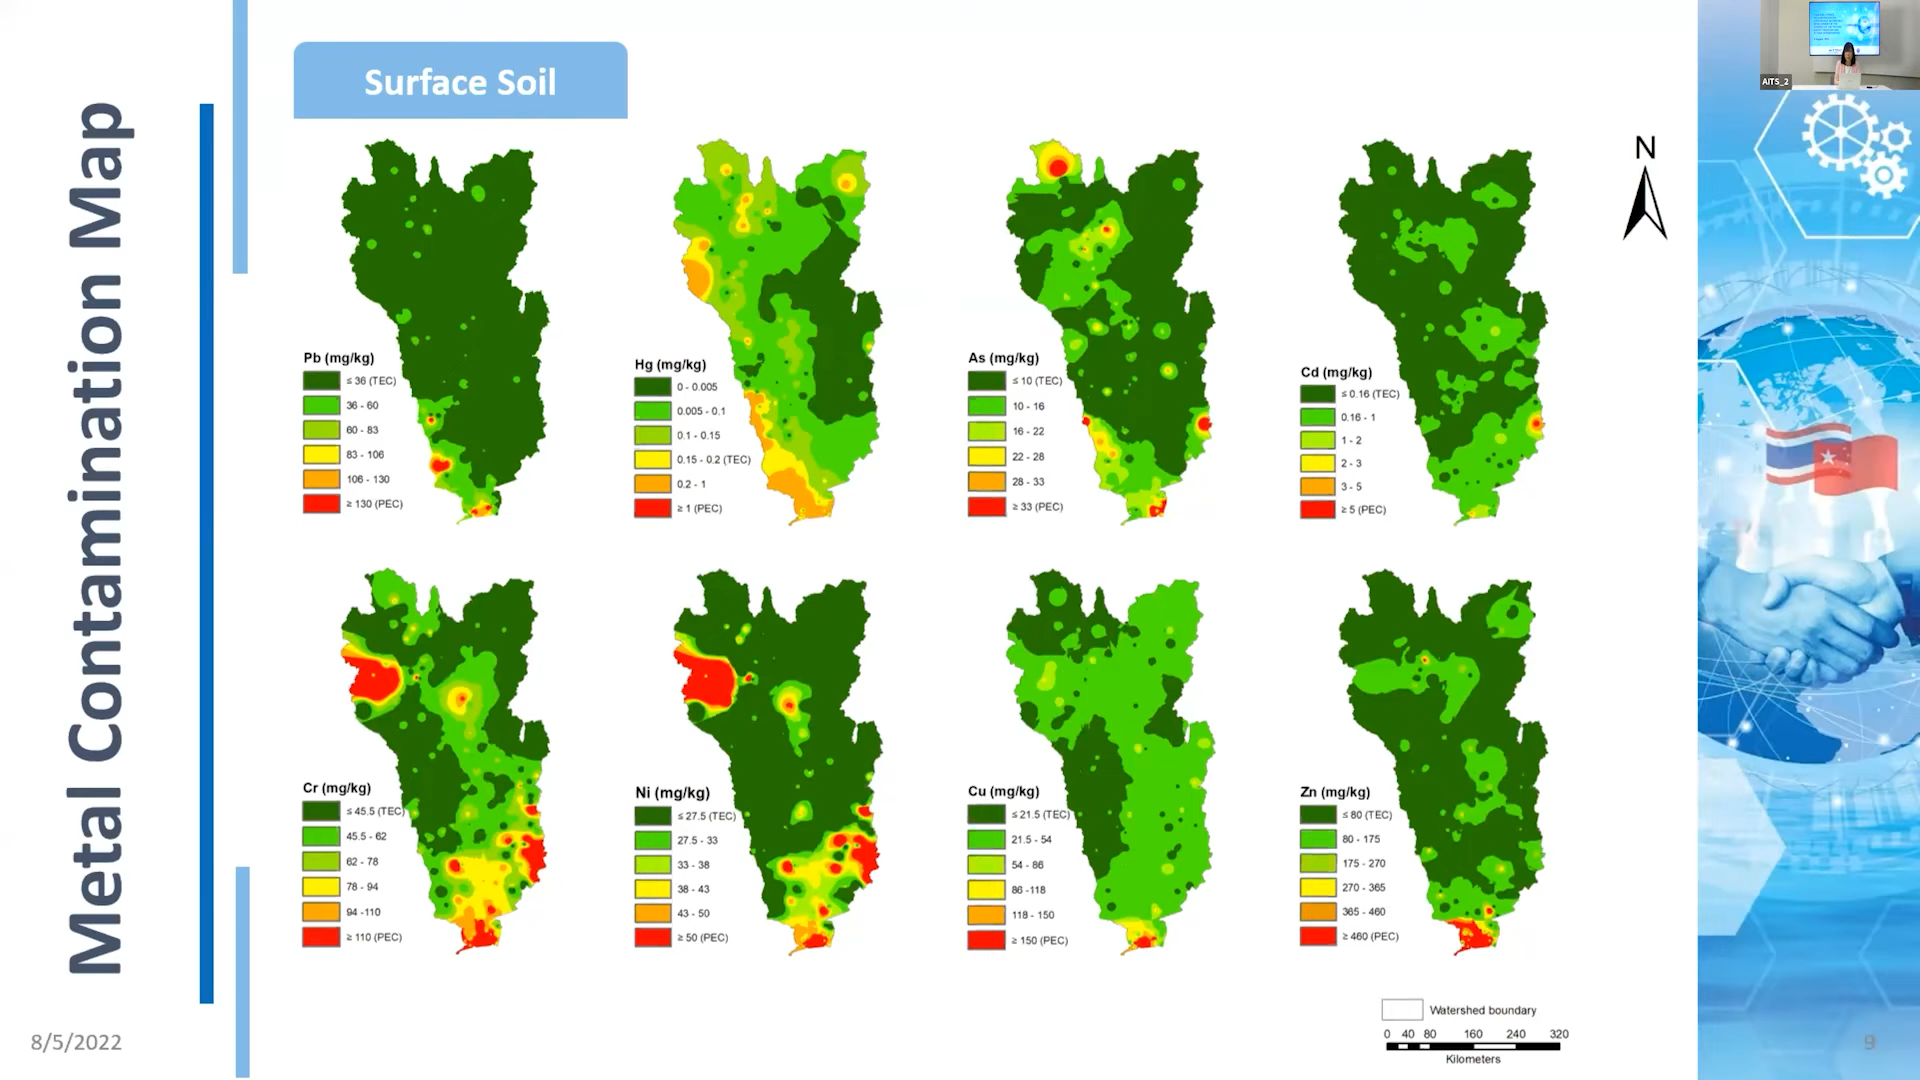 Metal Contamination Map
Surface Soil
AITS_2
N
Pb (mg/kg)
≤ 36 (TEC)
36 - 60
60 - 83
83 - 106
106 - 130
≥ 130 (PEC)
Hg (mg/kg)
0 - 0.005
0.005 - 0.1
0.1 - 0.15
0.15 - 0.2 (TEC)
0.2 - 1
≥ 1 (PEC)
As (mg/kg)
≤ 10 (TEC)
10 - 16
16 - 22
22 - 28
28 - 33
≥ 33 (PEC)
Cd (mg/kg)
≤ 0.16 (TEC)
0.16 - 1
1 - 2
2 - 3
3 - 5
≥ 5 (PEC)
Cr (mg/kg)
≤ 45.5 (TEC)
45.5 - 62
62 - 78
78 - 94
94 -110
≥ 110 (PEC)
Ni (mg/kg)
≤ 27.5 (TEC)
27.5 - 33
33 - 38
38 - 43
43 - 50
≥ 50 (PEC)
Cu (mg/kg)
≤ 21.5 (TEC)
21.5 - 54
54 - 86
86 -118
118 - 150
≥ 150 (PEC)
Zn (mg/kg)
≤ 80 (TEC)
80 - 175
175 - 270
270 - 365
365 - 460
≥ 460 (PEC)
Watershed boundary
0 40 80 160 240 320
Kilometers
8/5/2022
9